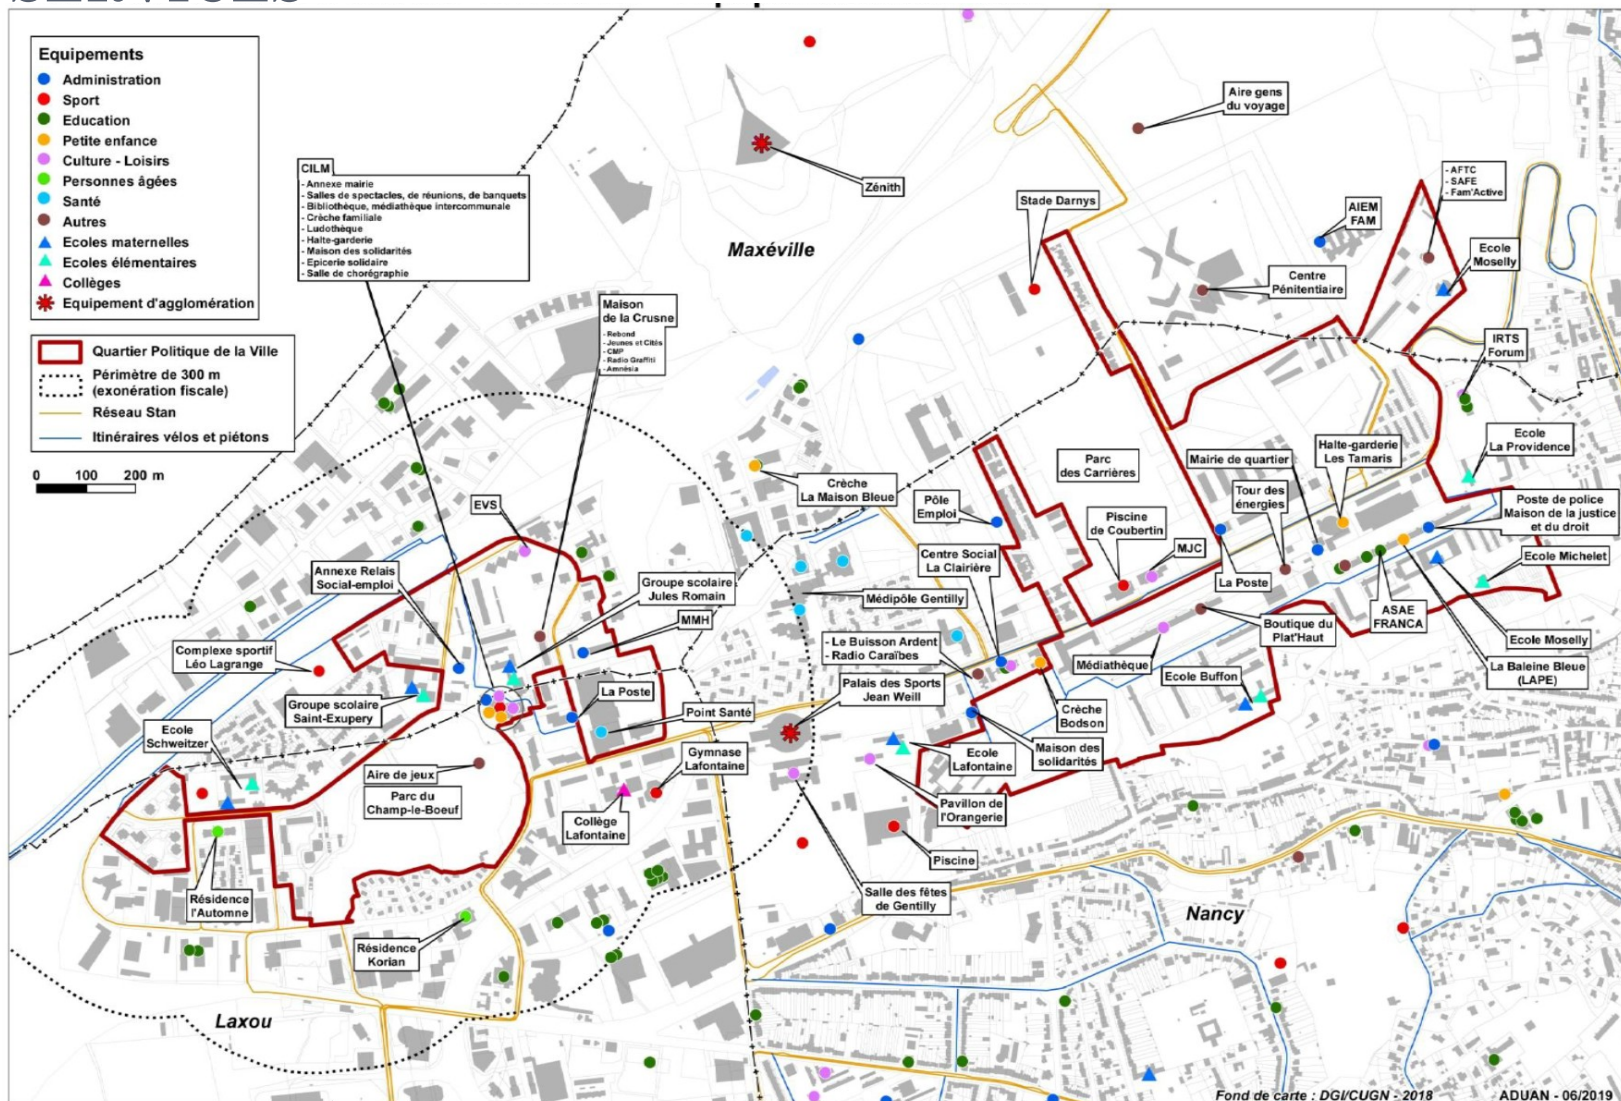 Equipements
Administration
Sport
Education
Petite enfance
Culture - Loisirs
Personnes âgées
Santé
Autres
Ecoles maternelles
Ecoles élémentaires
Collèges
Equipement d'agglomération
Quartier Politique de la Ville
Périmètre de 300 m
(exonération fiscale)
Réseau Stan
Itinéraires vélos et piétons
0 100 200 m
CILM
- Annexe mairie
- Salles de spectacles, de réunions, de banquets
- Bibliothèque, médiathèque intercommunale
- Crèche familiale
- Ludothèque
- Halte-garderie
- Maison des solidarités
- Epicerie solidaire
- Salle de chorégraphie
Maison
de la Crusne
- Rebond
- Jeunes et Cités
- CMP
- Radio Graffiti
- Amnésia
Zénith
Maxéville
Aire gens
du voyage
Stade Darnys
AIEM
FAM
- AFTC
- SAFE
- Fam'Active
Ecole
Moselly
Centre
Pénitentiaire
IRTS
Forum
Ecole
La Providence
Halte-garderie
Les Tamaris
Mairie de quartier
Parc
des Carrières
Tour des
énergies
Poste de police
Maison de la justice
et du droit
Crèche
La Maison Bleue
Pôle
Emploi
Piscine
de Coubertin
MJC
La Poste
Ecole Michelet
Centre Social
La Clairière
EVS
Annexe Relais
Social-emploi
Groupe scolaire
Jules Romain
Médipôle Gentilly
MMH
ASAE
FRANCA
Boutique du
Plat'Haut
Ecole Moselly
- Le Buisson Ardent
- Radio Caraïbes
Médiathèque
La Baleine Bleue
(LAPE)
Complexe sportif
Léo Lagrange
Ecole Buffon
Palais des Sports
Jean Weill
La Poste
Groupe scolaire
Saint-Exupery
Point Santé
Crèche
Bodson
Ecole
Schweitzer
Gymnase
Lafontaine
Ecole
Lafontaine
Maison des
solidarités
Aire de jeux
Parc du
Champ-le-Boeuf
Pavillon de
l'Orangerie
Collège
Lafontaine
Piscine
Résidence
l'Automne
Salle des fêtes
de Gentilly
Nancy
Résidence
Korian
Laxou
Fond de carte : DGI/CUGN - 2018 ADUAN - 06/2019